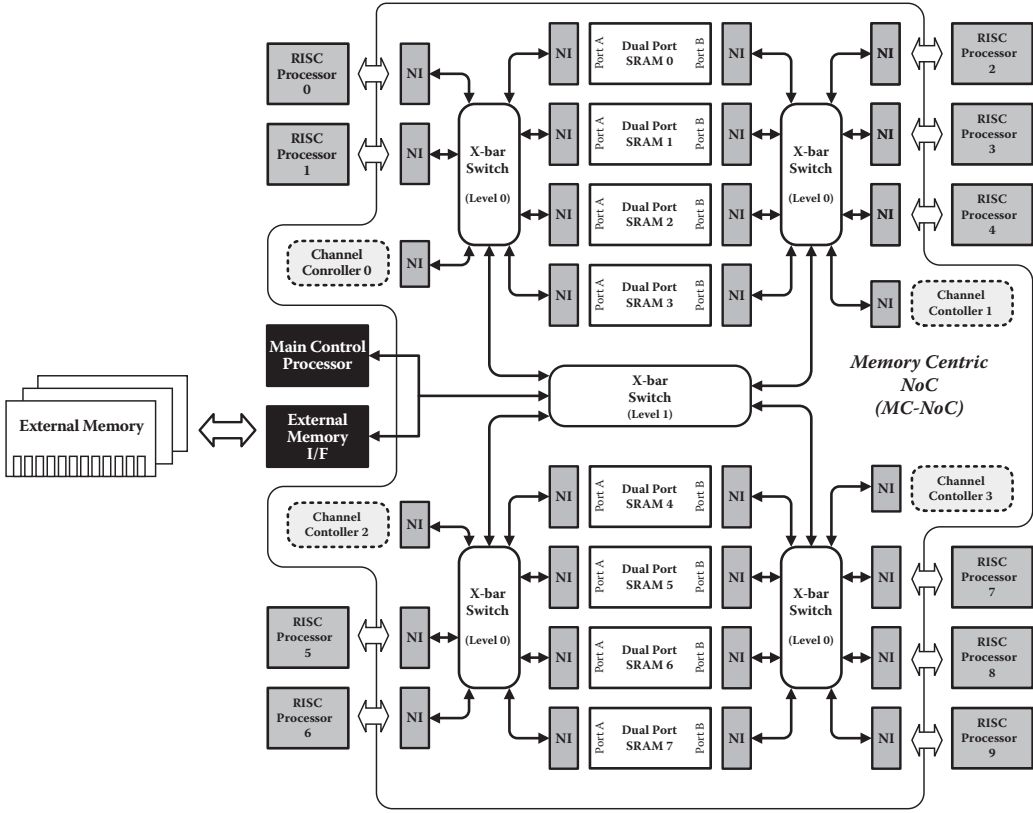 RISC
Processor
0
NI
NI
Port A
Dual Port
SRAM 0
Port B
NI
NI
RISC
Processor
2
RISC
Processor
1
NI
NI
Port A
Dual Port
SRAM 1
Port B
NI
NI
RISC
Processor
3
X-bar
Switch
(Level 0)
X-bar
Switch
(Level 0)
NI
Port A
Dual Port
SRAM 2
Port B
NI
NI
RISC
Processor
4
Channel
Conroller 0
NI
NI
Port A
Dual Port
SRAM 3
Port B
NI
NI
Channel
Contoller 1
Main Control
Processor
X-bar
Switch
(Level 1)
Memory Centric
NoC
(MC-NoC)
External Memory
External
Memory
I/F
Channel
Contoller 2
NI
NI
Port A
Dual Port
SRAM 4
Port B
NI
NI
Channel
Contoller 3
NI
Port A
Dual Port
SRAM 5
Port B
NI
NI
RISC
Processor
7
X-bar
Switch
(Level 0)
X-bar
Switch
(Level 0)
RISC
Processor
5
NI
NI
Port A
Dual Port
SRAM 6
Port B
NI
NI
RISC
Processor
8
RISC
Processor
6
NI
NI
Port A
Dual Port
SRAM 7
Port B
NI
NI
RISC
Processor
9